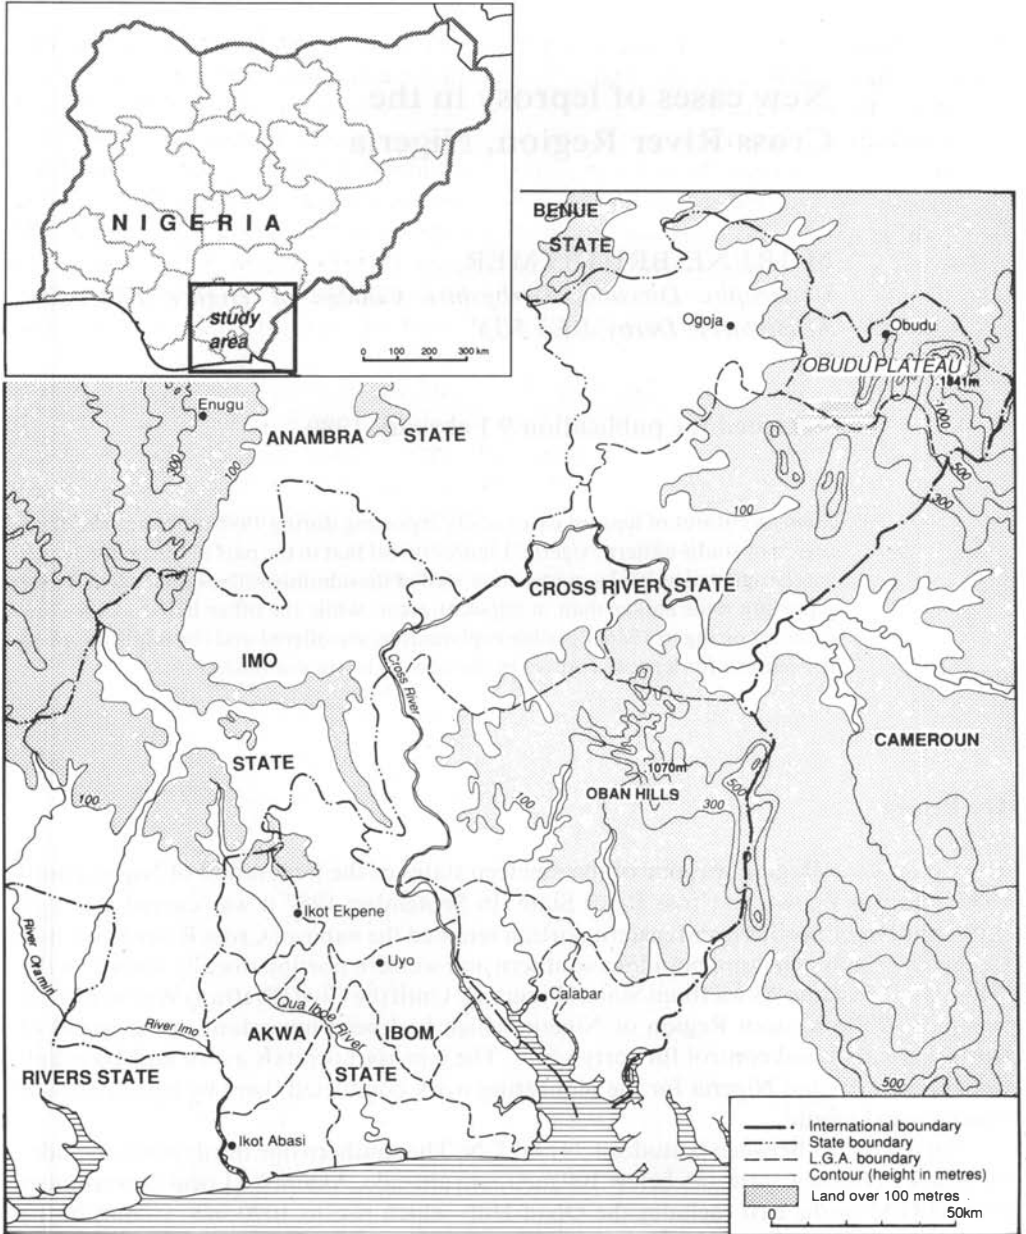 NIGERIA
study
area
0 100 200 300 km
BENUE
STATE
Ogoja
Obudu
OBUDU PLATEAU
1841m
1000
500
300
Enugu
ANAMBRA STATE
300
100
100
CROSS RIVER STATE
IMO
Cross River
STATE
CAMEROUN
1070m
OBAN HILLS
500
300
100
100
Ikot Ekpene
Uyo
Calabar
River Imo
Qua Iboe River
AKWA IBOM
STATE
RIVERS STATE
Ikot Abasi
500
International boundary
State boundary
L.G.A. boundary
Contour (height in metres)
Land over 100 metres
0 50km